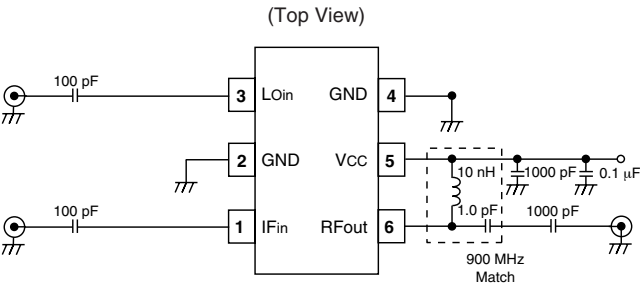 (Top View)
100 pF
3 LOin GND 4
2 GND VCC 5
10 nH 1000 pF 0.1 µF
100 pF
1 IFin RFout 6
1.0 pF 1000 pF
900 MHz
Match